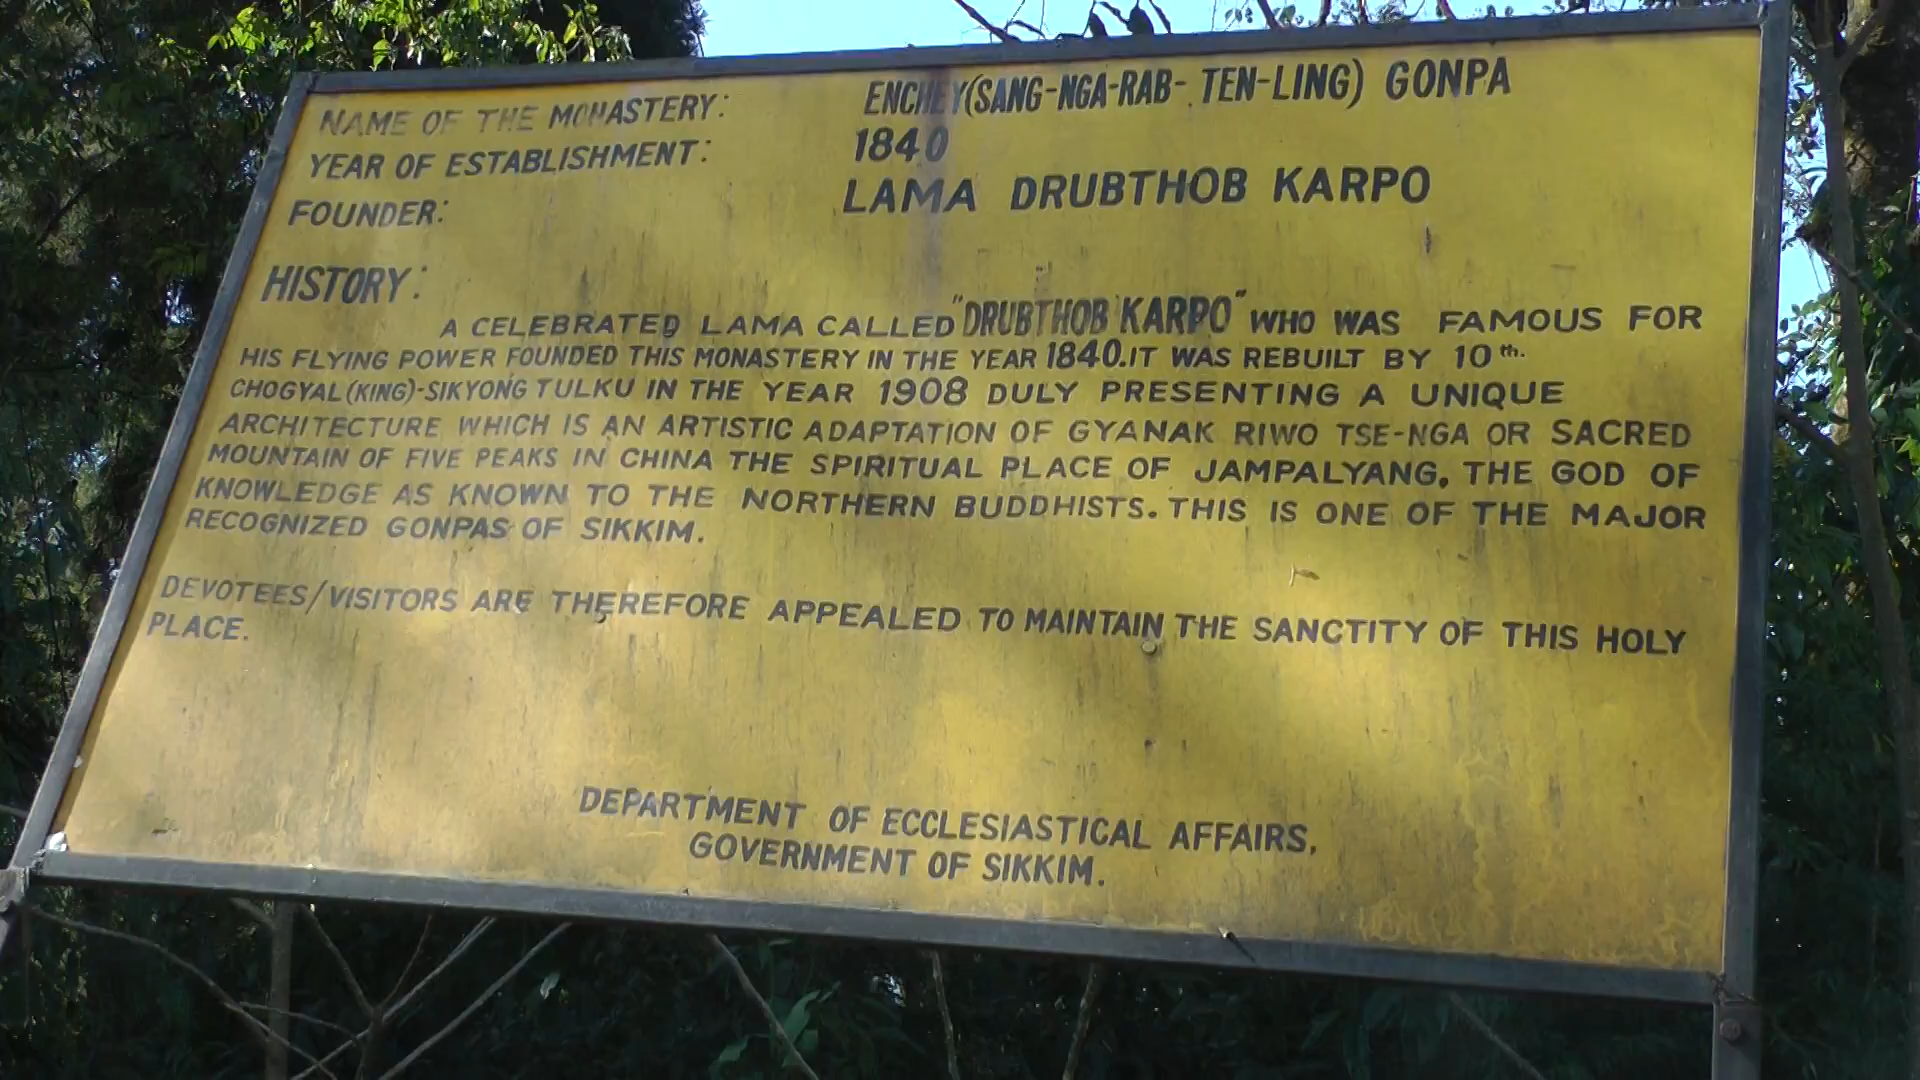 NAME OF THE MONASTERY: ENCHEY(SANG-NGA-RAB- TEN-LING) GONPA
YEAR OF ESTABLISHMENT: 1840
FOUNDER: LAMA DRUBTHOB KARPO
HISTORY:
A CELEBRATED LAMA CALLED "DRUBTHOB KARPO" WHO WAS FAMOUS FOR
HIS FLYING POWER FOUNDED THIS MONASTERY IN THE YEAR 1840.IT WAS REBUILT BY 10th.
CHOGYAL(KING)-SIKYONG TULKU IN THE YEAR 1908 DULY PRESENTING A UNIQUE
ARCHITECTURE WHICH IS AN ARTISTIC ADAPTATION OF GYANAK RIWO TSE-NGA OR SACRED
MOUNTAIN OF FIVE PEAKS IN CHINA THE SPIRITUAL PLACE OF JAMPALYANG, THE GOD OF
KNOWLEDGE AS KNOWN TO THE NORTHERN BUDDHISTS. THIS IS ONE OF THE MAJOR
RECOGNIZED GONPAS OF SIKKIM.
DEVOTEES/VISITORS ARE THEREFORE APPEALED TO MAINTAIN THE SANCTITY OF THIS HOLY
PLACE.
DEPARTMENT OF ECCLESIASTICAL AFFAIRS,
GOVERNMENT OF SIKKIM.